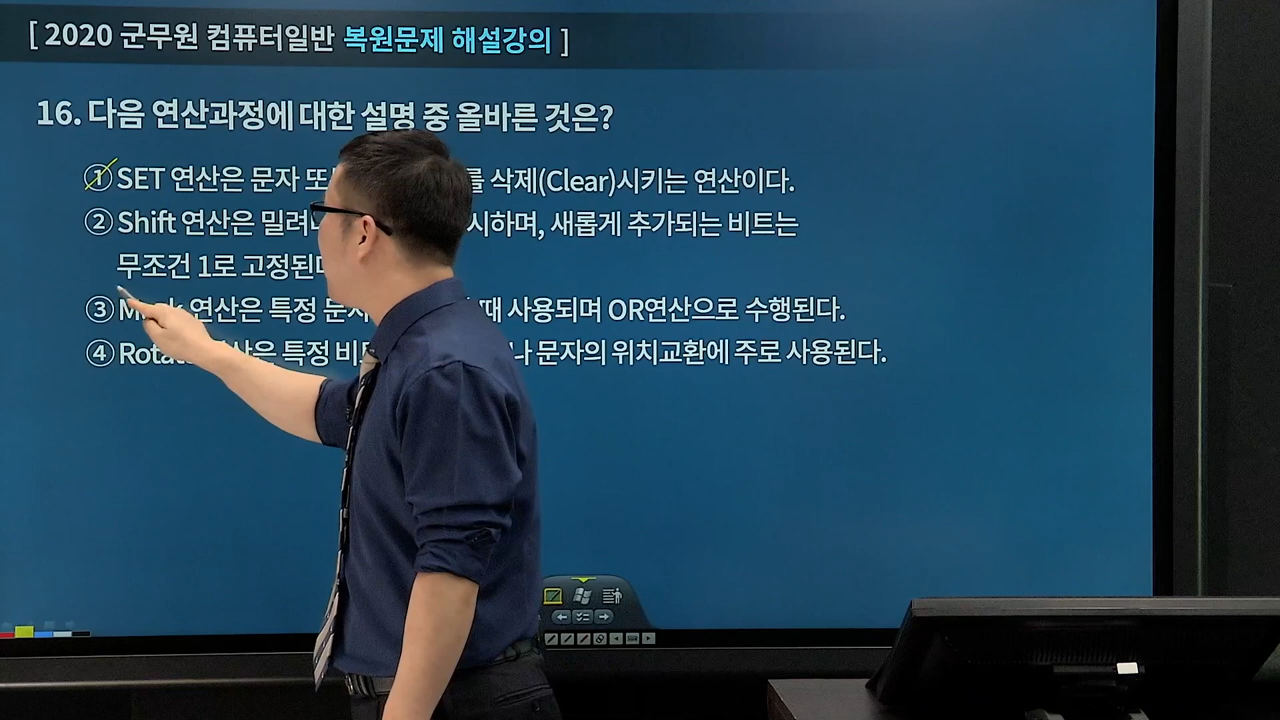 [ 2020 군무원 컴퓨터일반 복원문제 해설강의 ]
16. 다음 연산과정에 대한 설명 중 올바른 것은?
① SET 연산은 문자 또 를 삭제(Clear)시키는 연산이다.
② Shift 연산은 밀려 시하며, 새롭게 추가되는 비트는
무조건 1로 고정된
③ 연산은 특정 문 때 사용되며 OR연산으로 수행된다.
④ 특정 비 나 문자의 위치교환에 주로 사용된다.